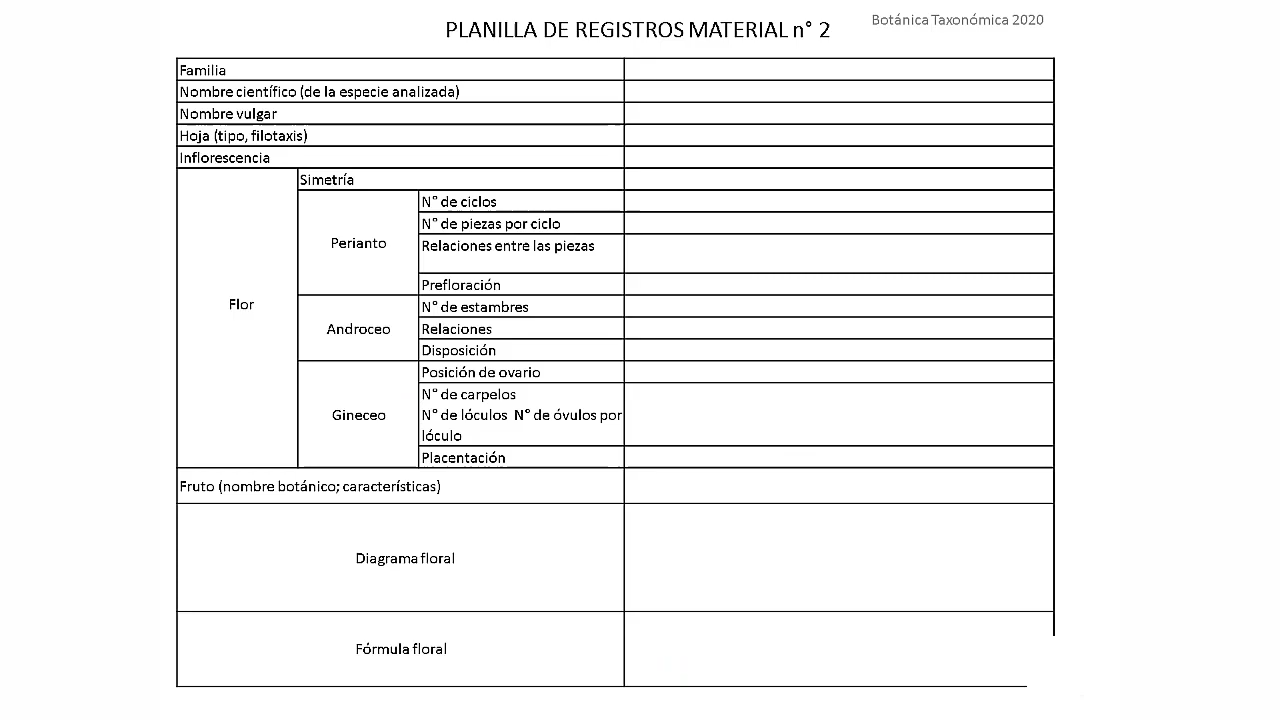 Botánica Taxonómica 2020
PLANILLA DE REGISTROS MATERIAL n° 2
Familia
Nombre científico (de la especie analizada)
Nombre vulgar
Hoja (tipo, filotaxis)
Inflorescencia
Flor
Simetría
Perianto
N° de ciclos
N° de piezas por ciclo
Relaciones entre las piezas
Prefloración
Androceo
N° de estambres
Relaciones
Disposición
Gineceo
Posición de ovario
N° de carpelos
N° de lóculos N° de óvulos por
lóculo
Placentación
Fruto (nombre botánico; características)
Diagrama floral
Fórmula floral